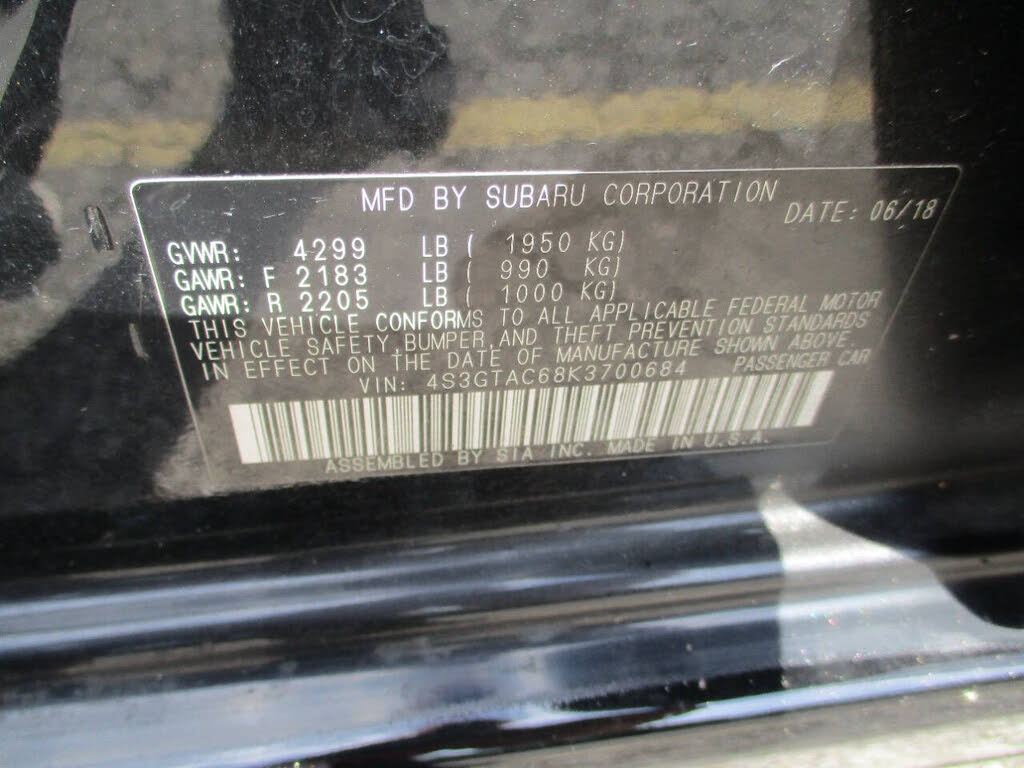 MFD BY SUBARU CORPORATION
DATE: 06/18
GVWR: 4299 LB ( 1950 KG)
GAWR: F 2183 LB ( 990 KG)
GAWR: R 2205 LB ( 1000 KG)
THIS VEHICLE CONFORMS TO ALL APPLICABLE FEDERAL MOTOR
VEHICLE SAFETY BUMPER, AND THEFT PREVENTION STANDARDS
IN EFFECT ON THE DATE OF MANUFACTURE SHOWN ABOVE.
VIN: 4S3GTAC68K3700684 PASSENGER CAR
ASSEMBLED BY SIA INC. MADE IN U.S.A.